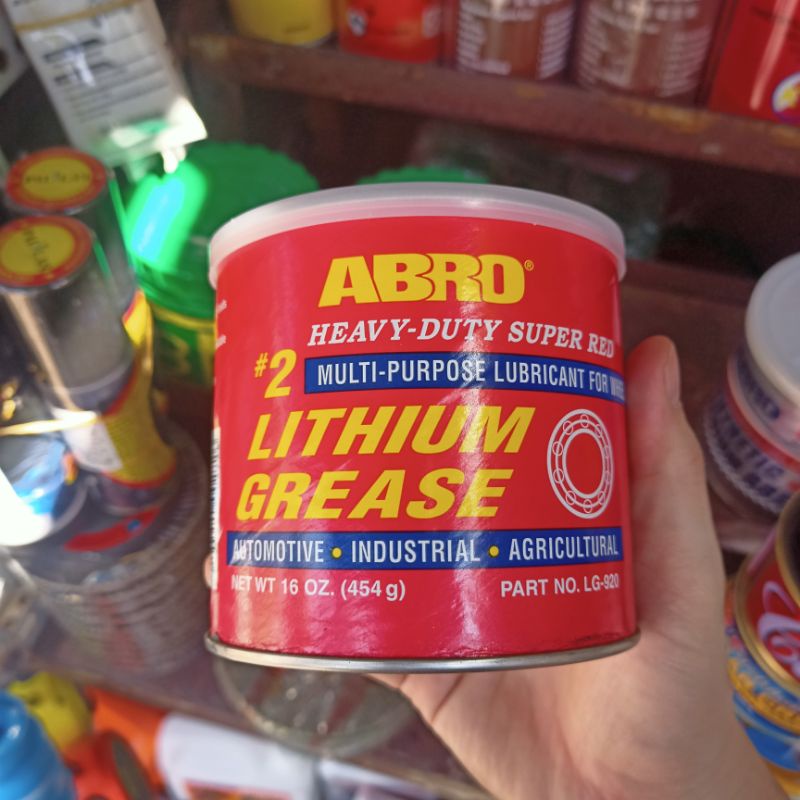 ABRO®
HEAVY-DUTY SUPER RED
#2
MULTI-PURPOSE LUBRICANT FOR
LITHIUM
GREASE
AUTOMOTIVE • INDUSTRIAL • AGRICULTURAL
NET WT 16 OZ. (454 g) PART NO. LG-920